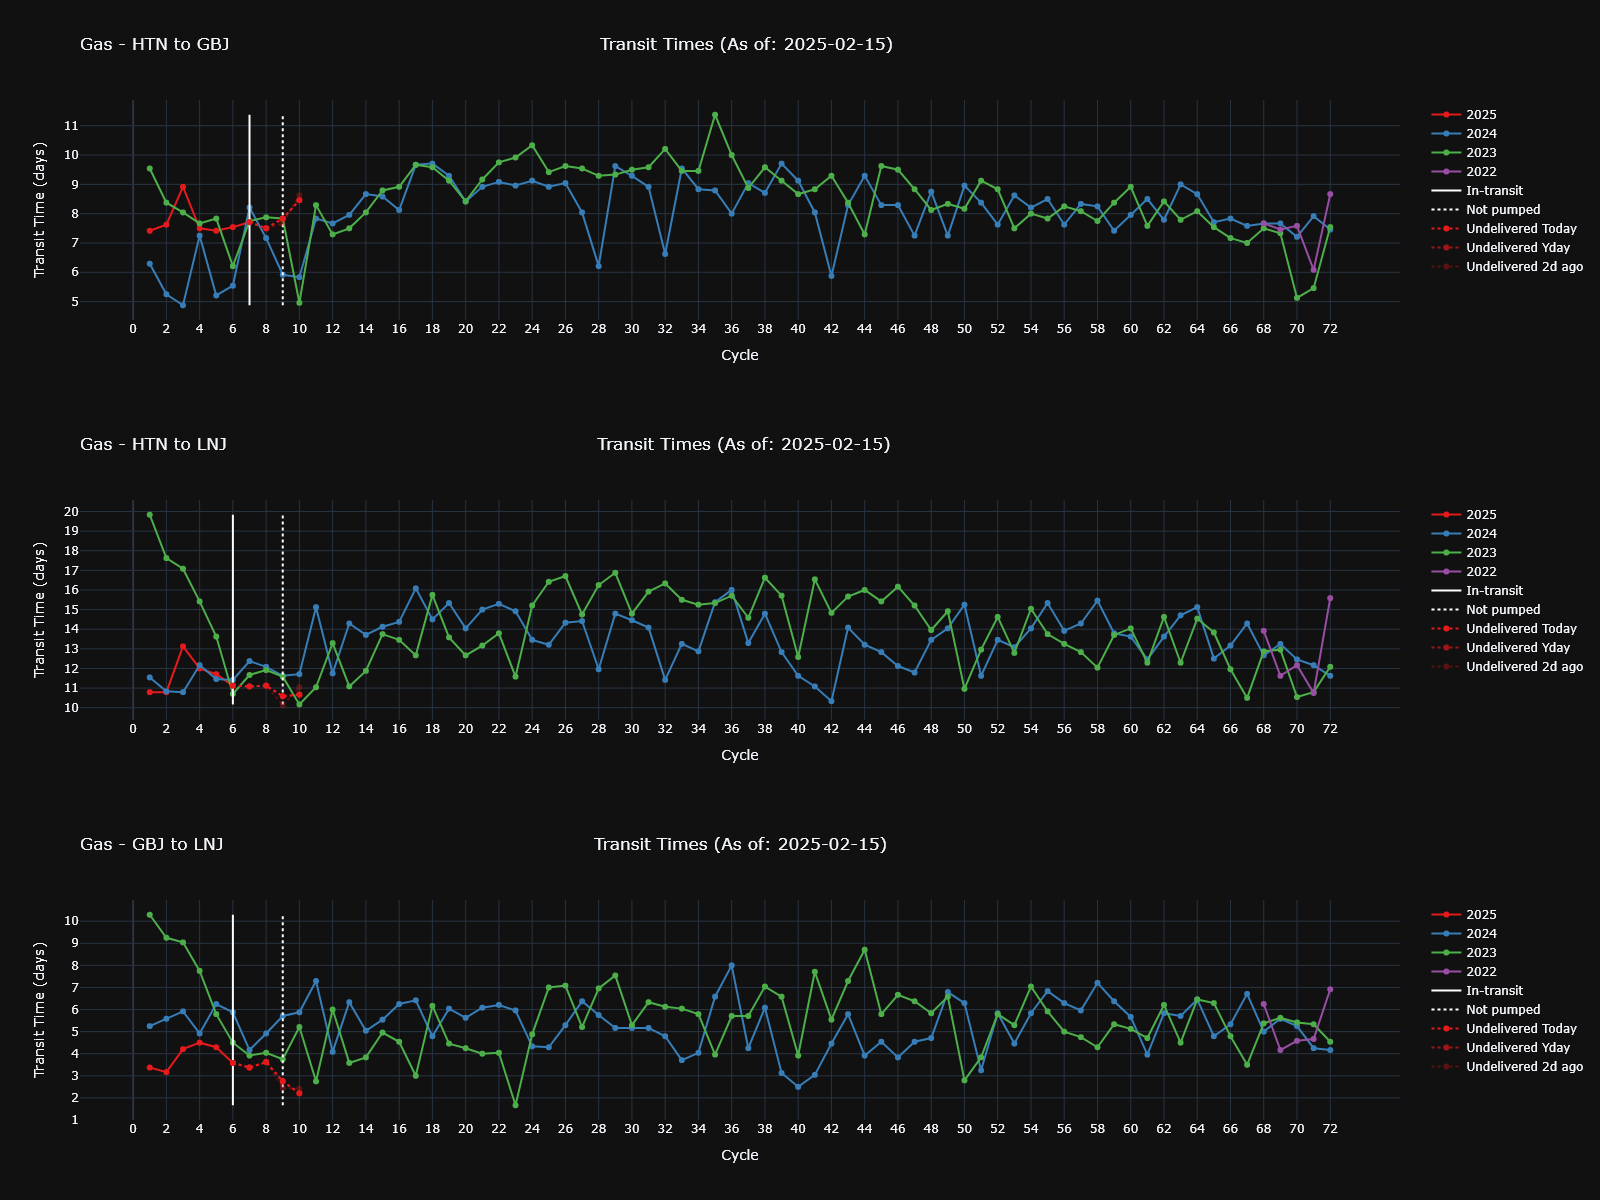 Gas - HTN to GBJ
Transit Times (As of: 2025-02-15)
Transit Time (days)
11
10
9
8
7
6
5
0 2 4 6 8 10 12 14 16 18 20 22 24 26 28 30 32 34 36 38 40 42 44 46 48 50 52 54 56 58 60 62 64 66 68 70 72
Cycle
2025
2024
2023
2022
In-transit
Not pumped
Undelivered Today
Undelivered Yday
Undelivered 2d ago
Gas - HTN to LNJ
Transit Times (As of: 2025-02-15)
Transit Time (days)
20
19
18
17
16
15
14
13
12
11
10
0 2 4 6 8 10 12 14 16 18 20 22 24 26 28 30 32 34 36 38 40 42 44 46 48 50 52 54 56 58 60 62 64 66 68 70 72
Cycle
2025
2024
2023
2022
In-transit
Not pumped
Undelivered Today
Undelivered Yday
Undelivered 2d ago
Gas - GBJ to LNJ
Transit Times (As of: 2025-02-15)
Transit Time (days)
10
9
8
7
6
5
4
3
2
1
0 2 4 6 8 10 12 14 16 18 20 22 24 26 28 30 32 34 36 38 40 42 44 46 48 50 52 54 56 58 60 62 64 66 68 70 72
Cycle
2025
2024
2023
2022
In-transit
Not pumped
Undelivered Today
Undelivered Yday
Undelivered 2d ago